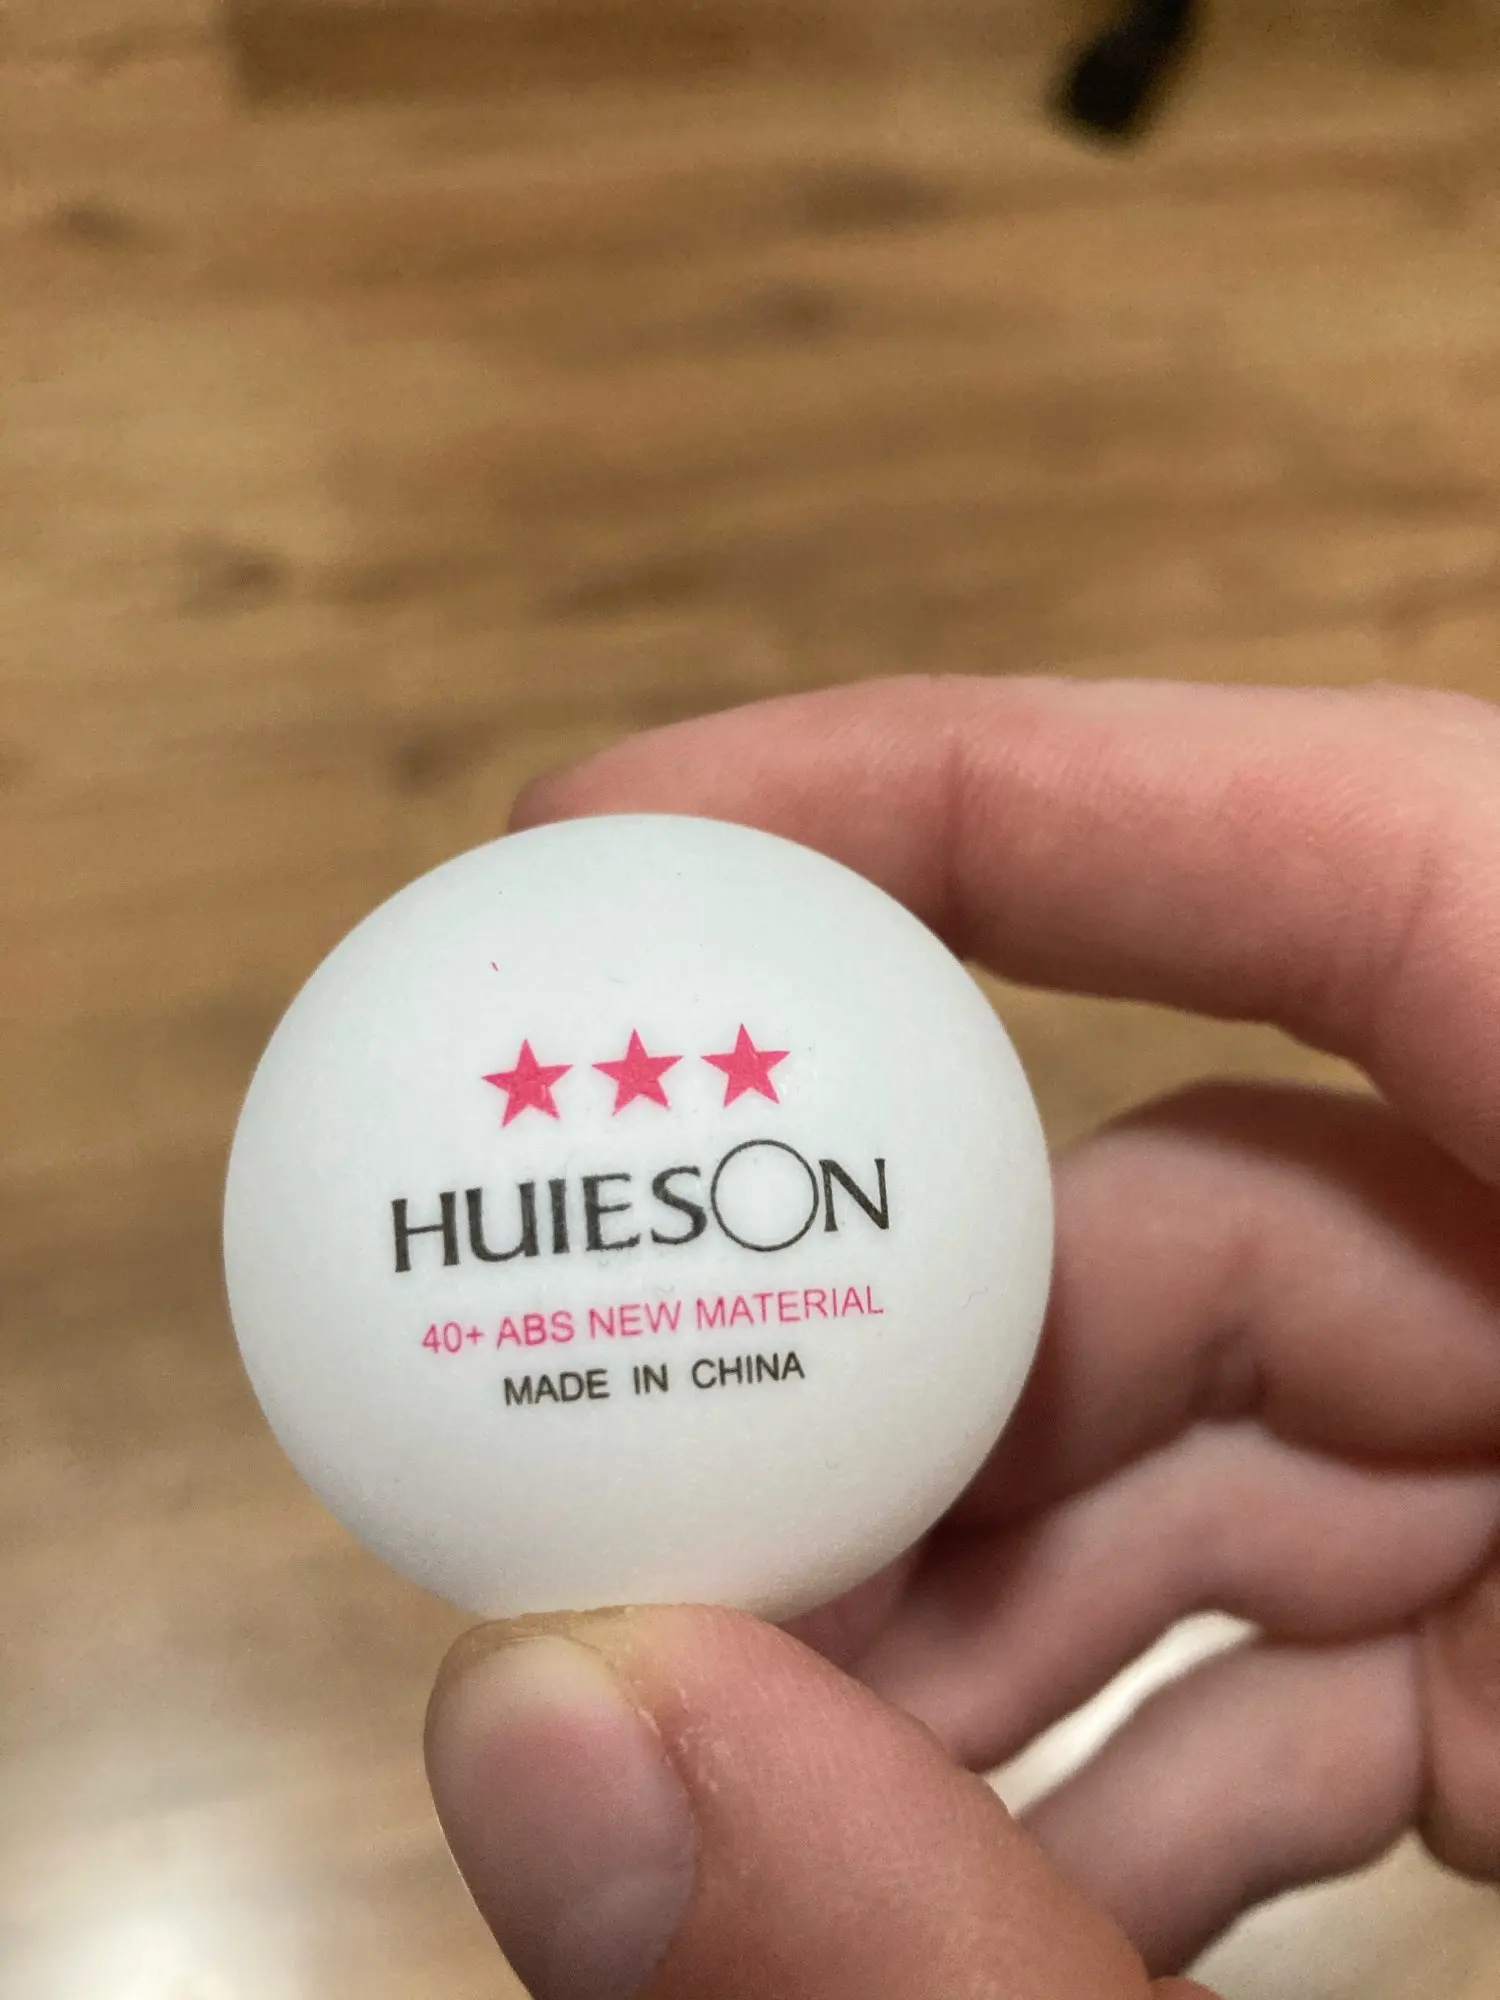 HUIESON
40+ ABS NEW MATERIAL
MADE IN CHINA